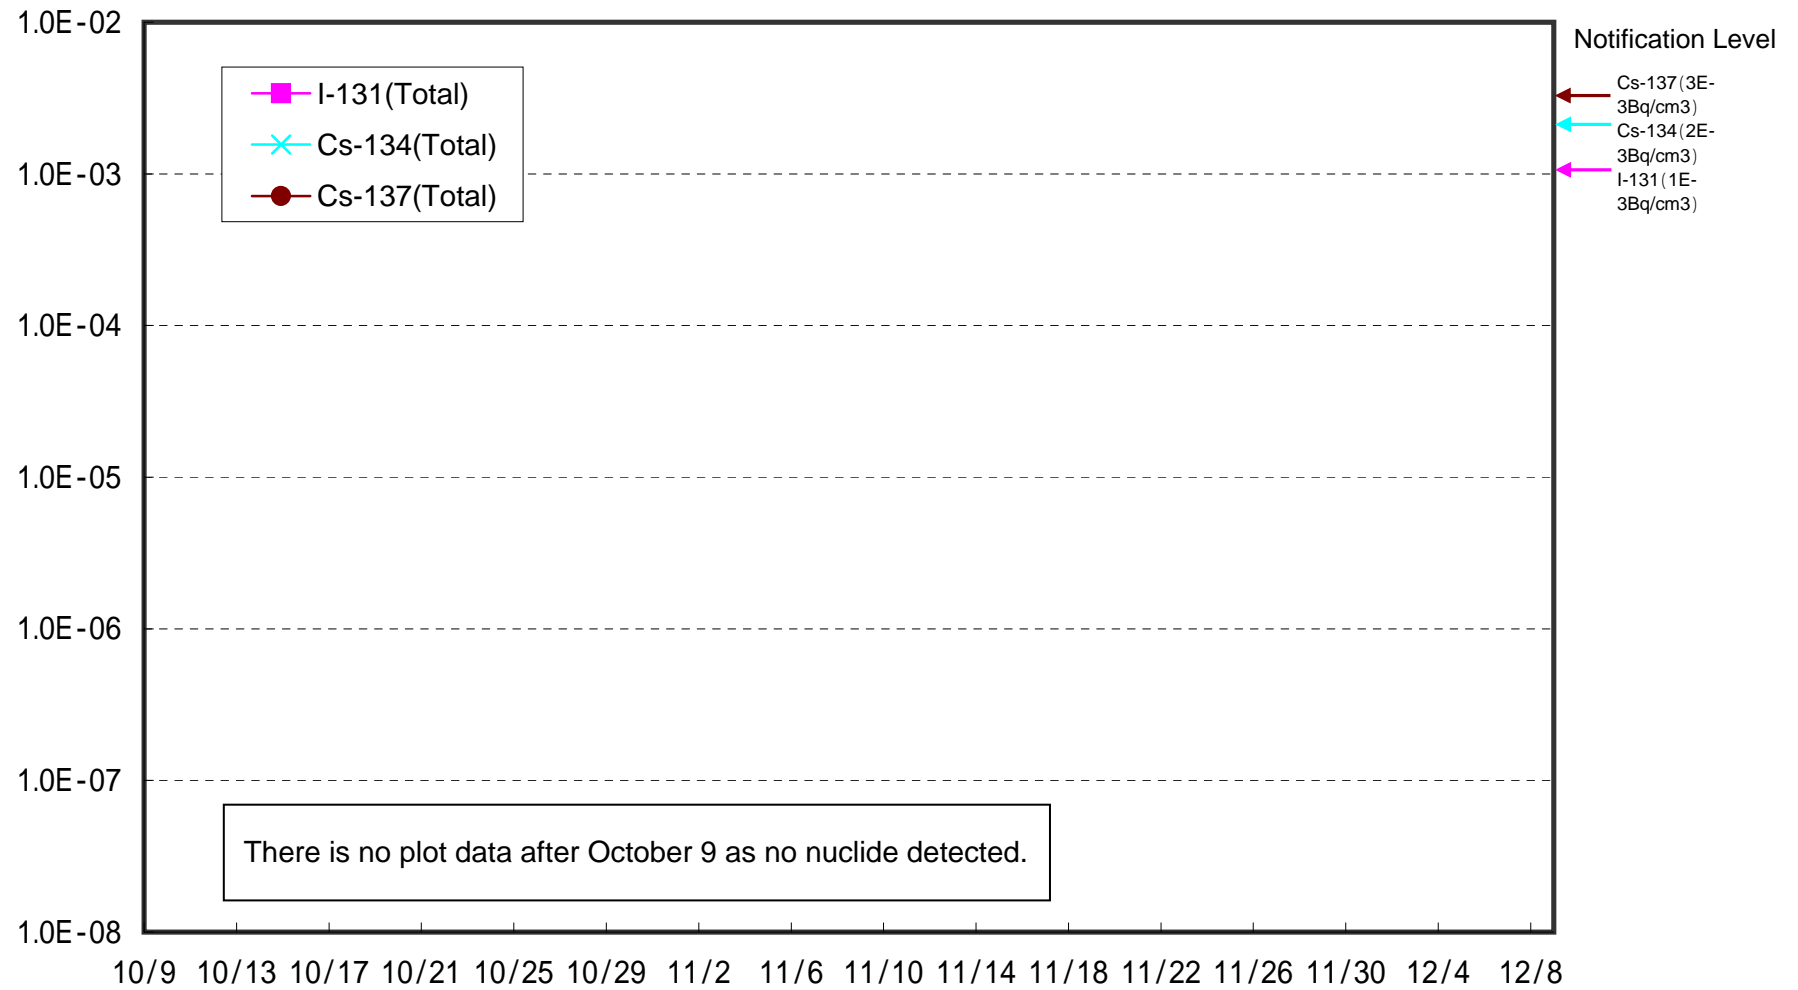 1.0E-02
1.0E-03
1.0E-04
1.0E-05
1.0E-06
1.0E-07
1.0E-08
I-131(Total)
Cs-134(Total)
Cs-137(Total)
Notification Level
Cs-137(3E-
3Bq/cm3)
Cs-134(2E-
3Bq/cm3)
I-131(1E-
3Bq/cm3)
There is no plot data after October 9 as no nuclide detected.
10/9 10/13 10/17 10/21 10/25 10/29 11/2 11/6 11/10 11/14 11/18 11/22 11/26 11/30 12/4 12/8